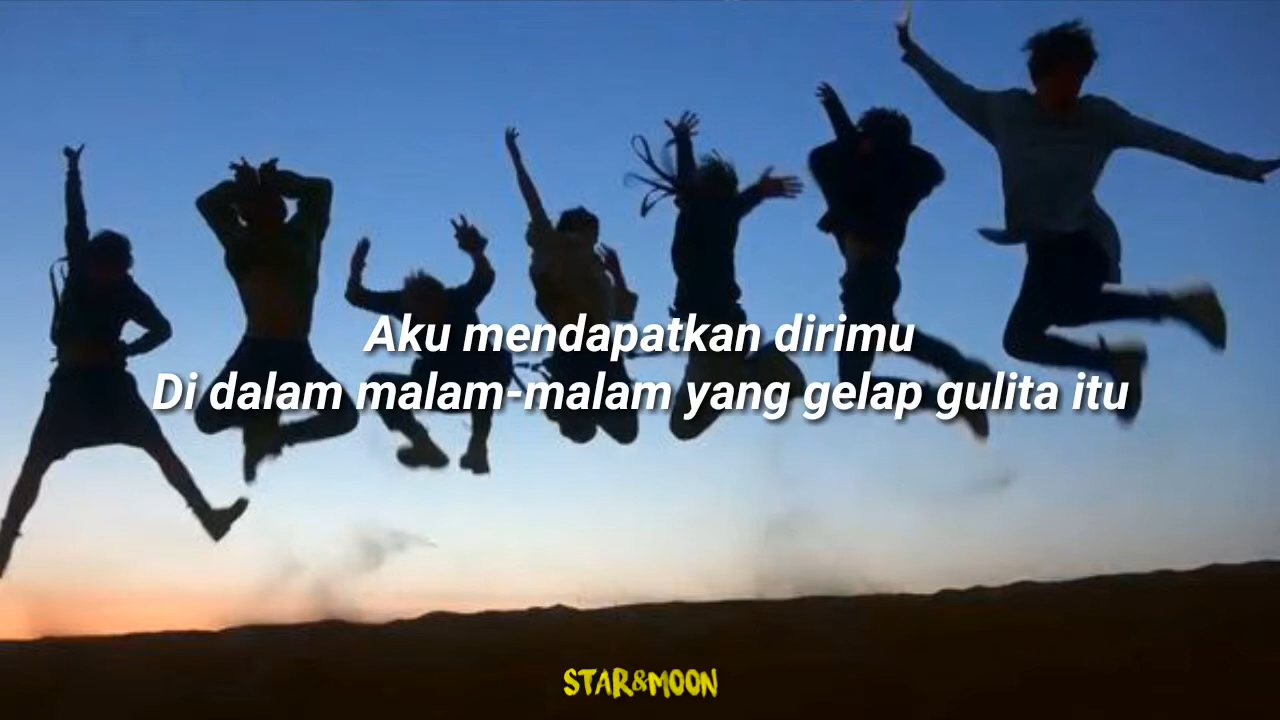 Aku mendapatkan dirimu
Di dalam malam-malam yang gelap gulita itu
STAR&MOON